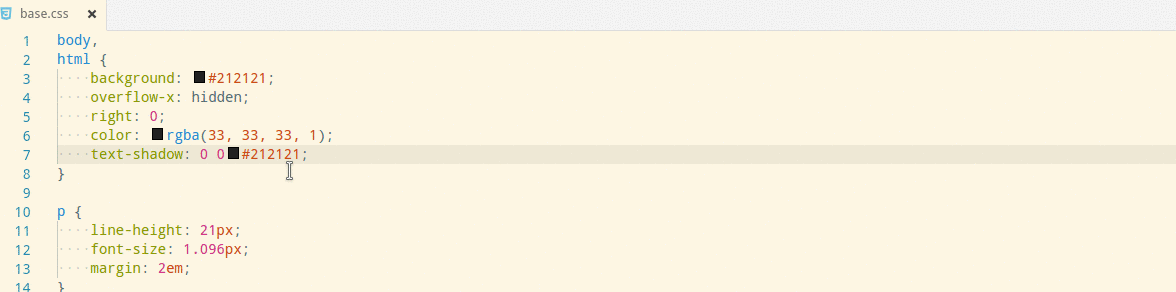 base.css ×
1 body,
2 html {
3 ····background: #212121;
4 ····overflow-x: hidden;
5 ····right: 0;
6 ····color: rgba(33, 33, 33, 1);
7 ····text-shadow: 0 0 #212121;
8 }
9
10 p {
11 ····line-height: 21px;
12 ····font-size: 1.096px;
13 ····margin: 2em;
14 }